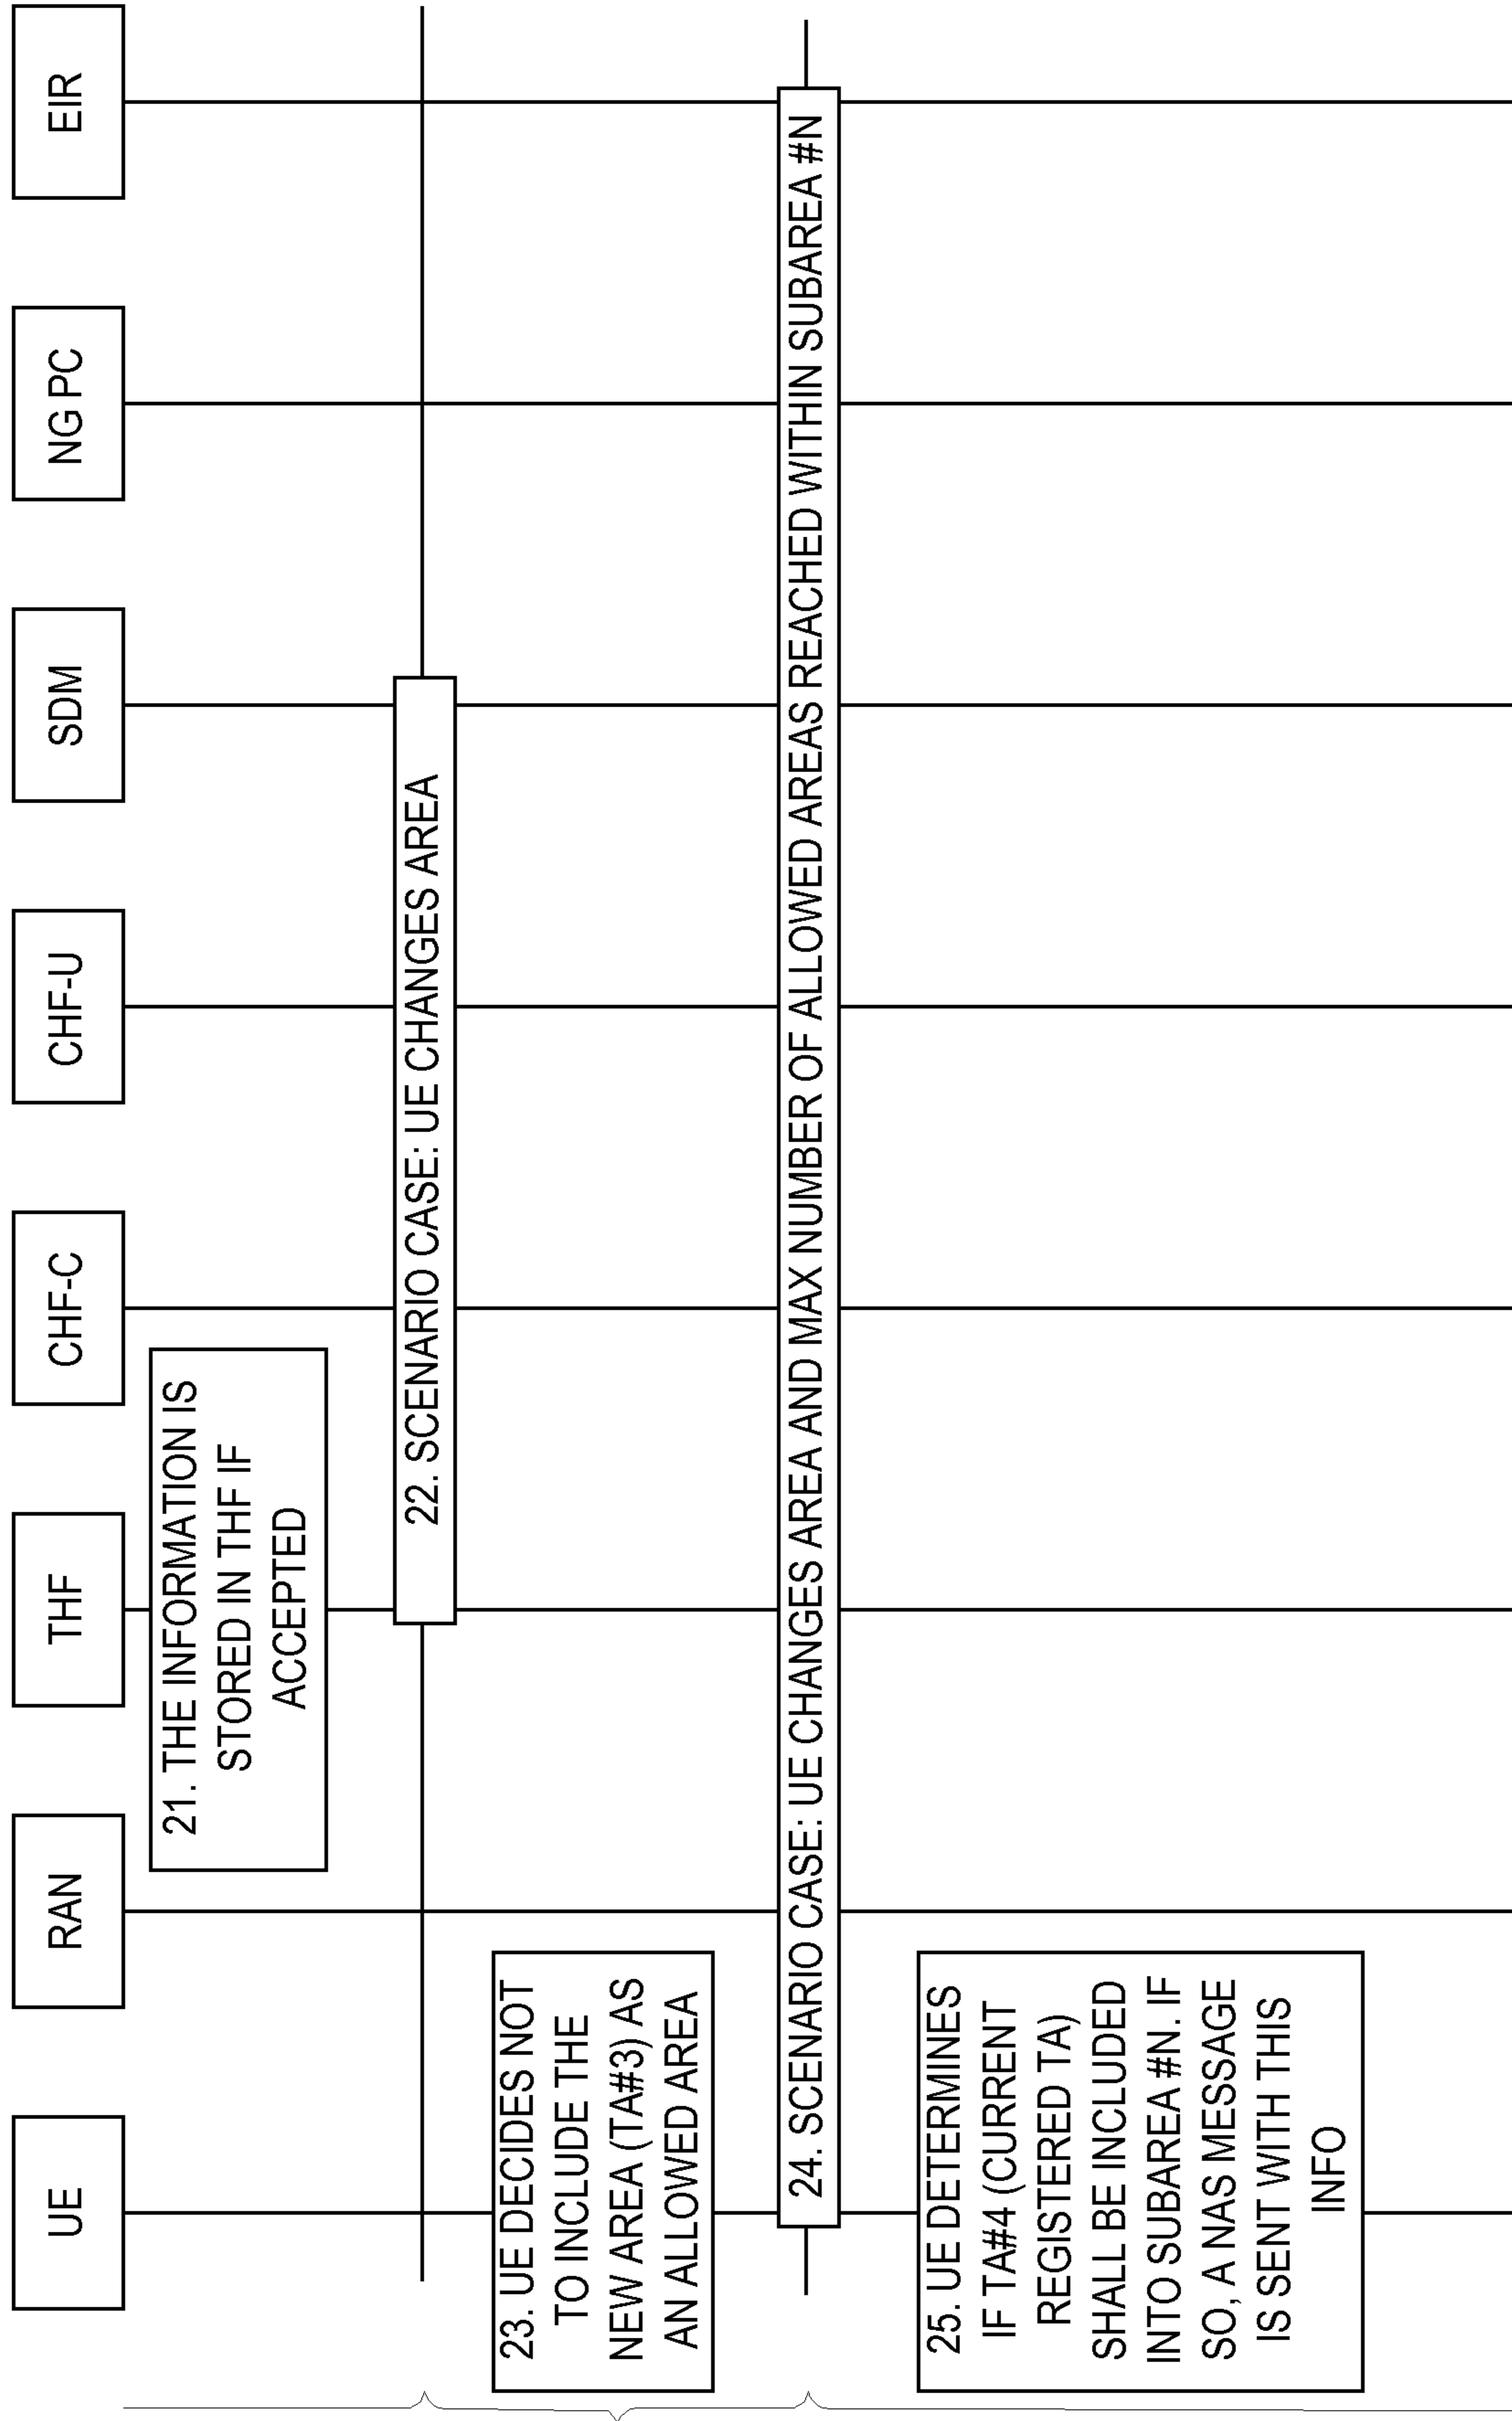 UE
RAN
THF
CHF-C
CHF-U
SDM
NG PC
EIR
21. THE INFORMATION IS
STORED IN THF IF
ACCEPTED
22. SCENARIO CASE: UE CHANGES AREA
23. UE DECIDES NOT
TO INCLUDE THE
NEW AREA (TA#3) AS
AN ALLOWED AREA
24. SCENARIO CASE: UE CHANGES AREA AND MAX NUMBER OF ALLOWED AREAS REACHED WITHIN SUBAREA #N
25. UE DETERMINES
IF TA#4 (CURRENT
REGISTERED TA)
SHALL BE INCLUDED
INTO SUBAREA #N. IF
SO, A NAS MESSAGE
IS SENT WITH THIS
INFO